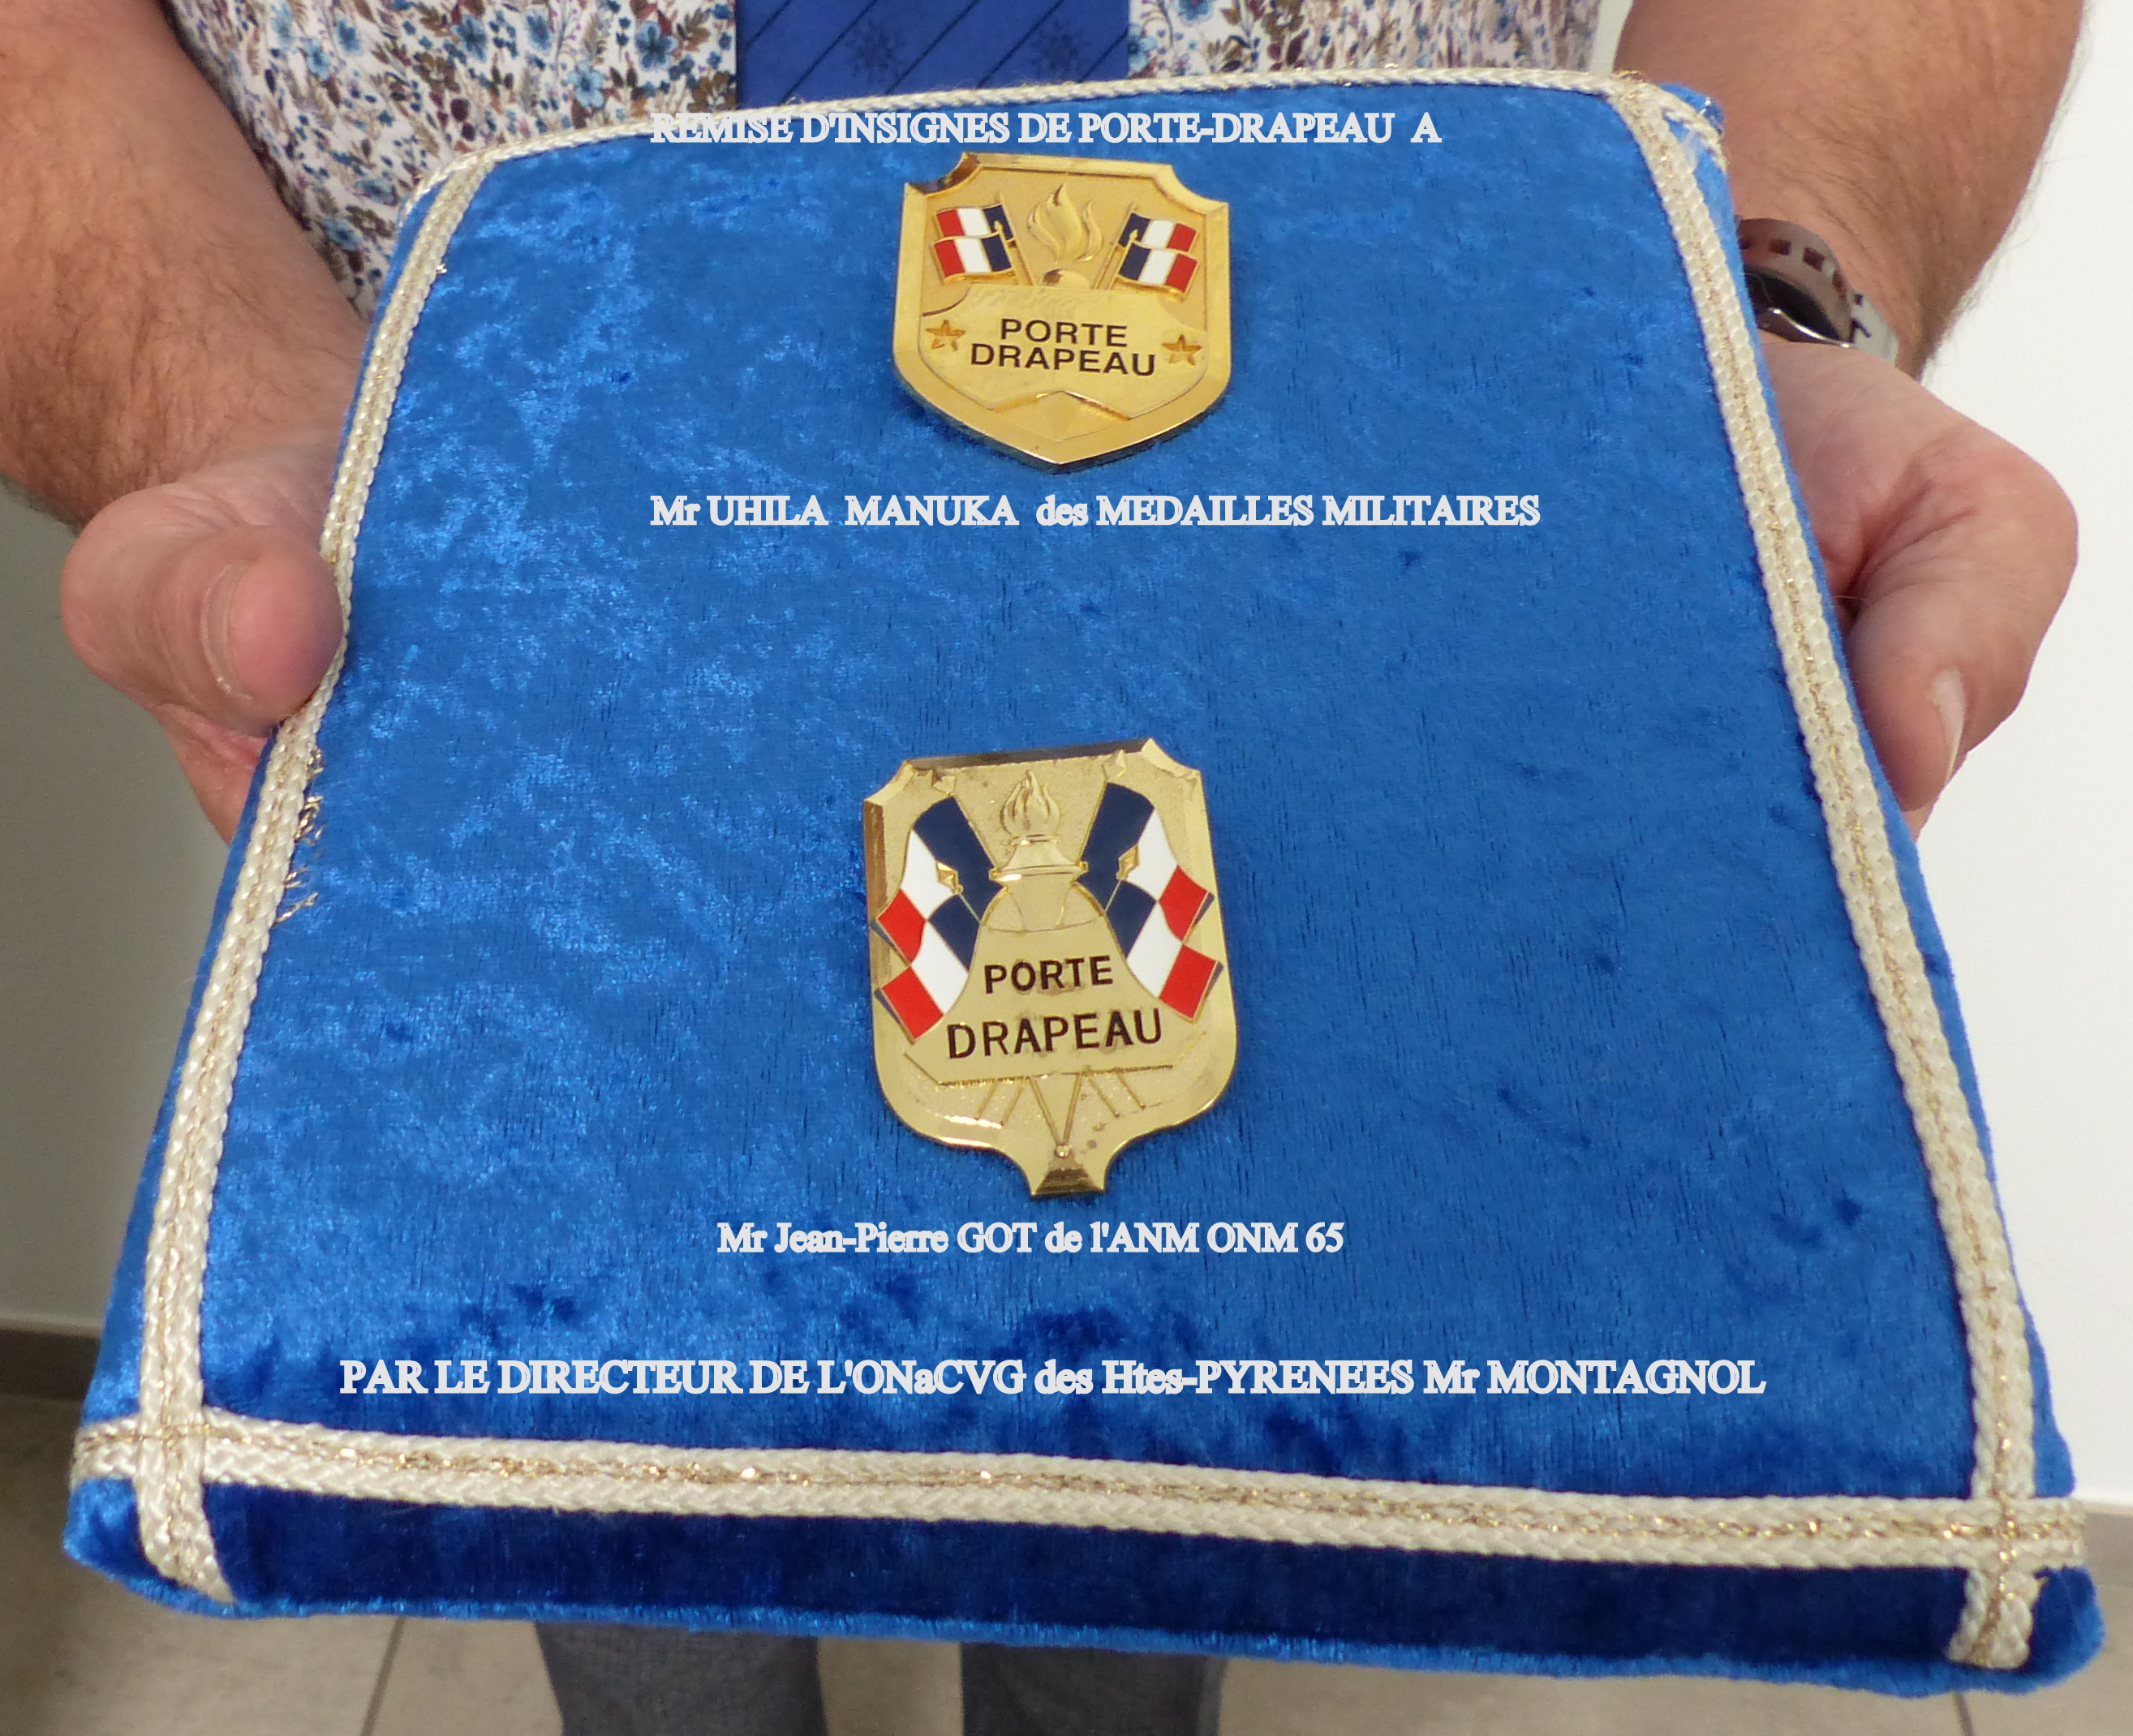 REMISE D'INSIGNES DE PORTE-DRAPEAU A
PORTE
DRAPEAU
Mr UHILA MANUKA des MEDAILLES MILITAIRES
PORTE
DRAPEAU
Mr Jean-Pierre GOT de l'ANM ONM 65
PAR LE DIRECTEUR DE L'ONaCVG des Htes-PYRENEES Mr MONTAGNOL